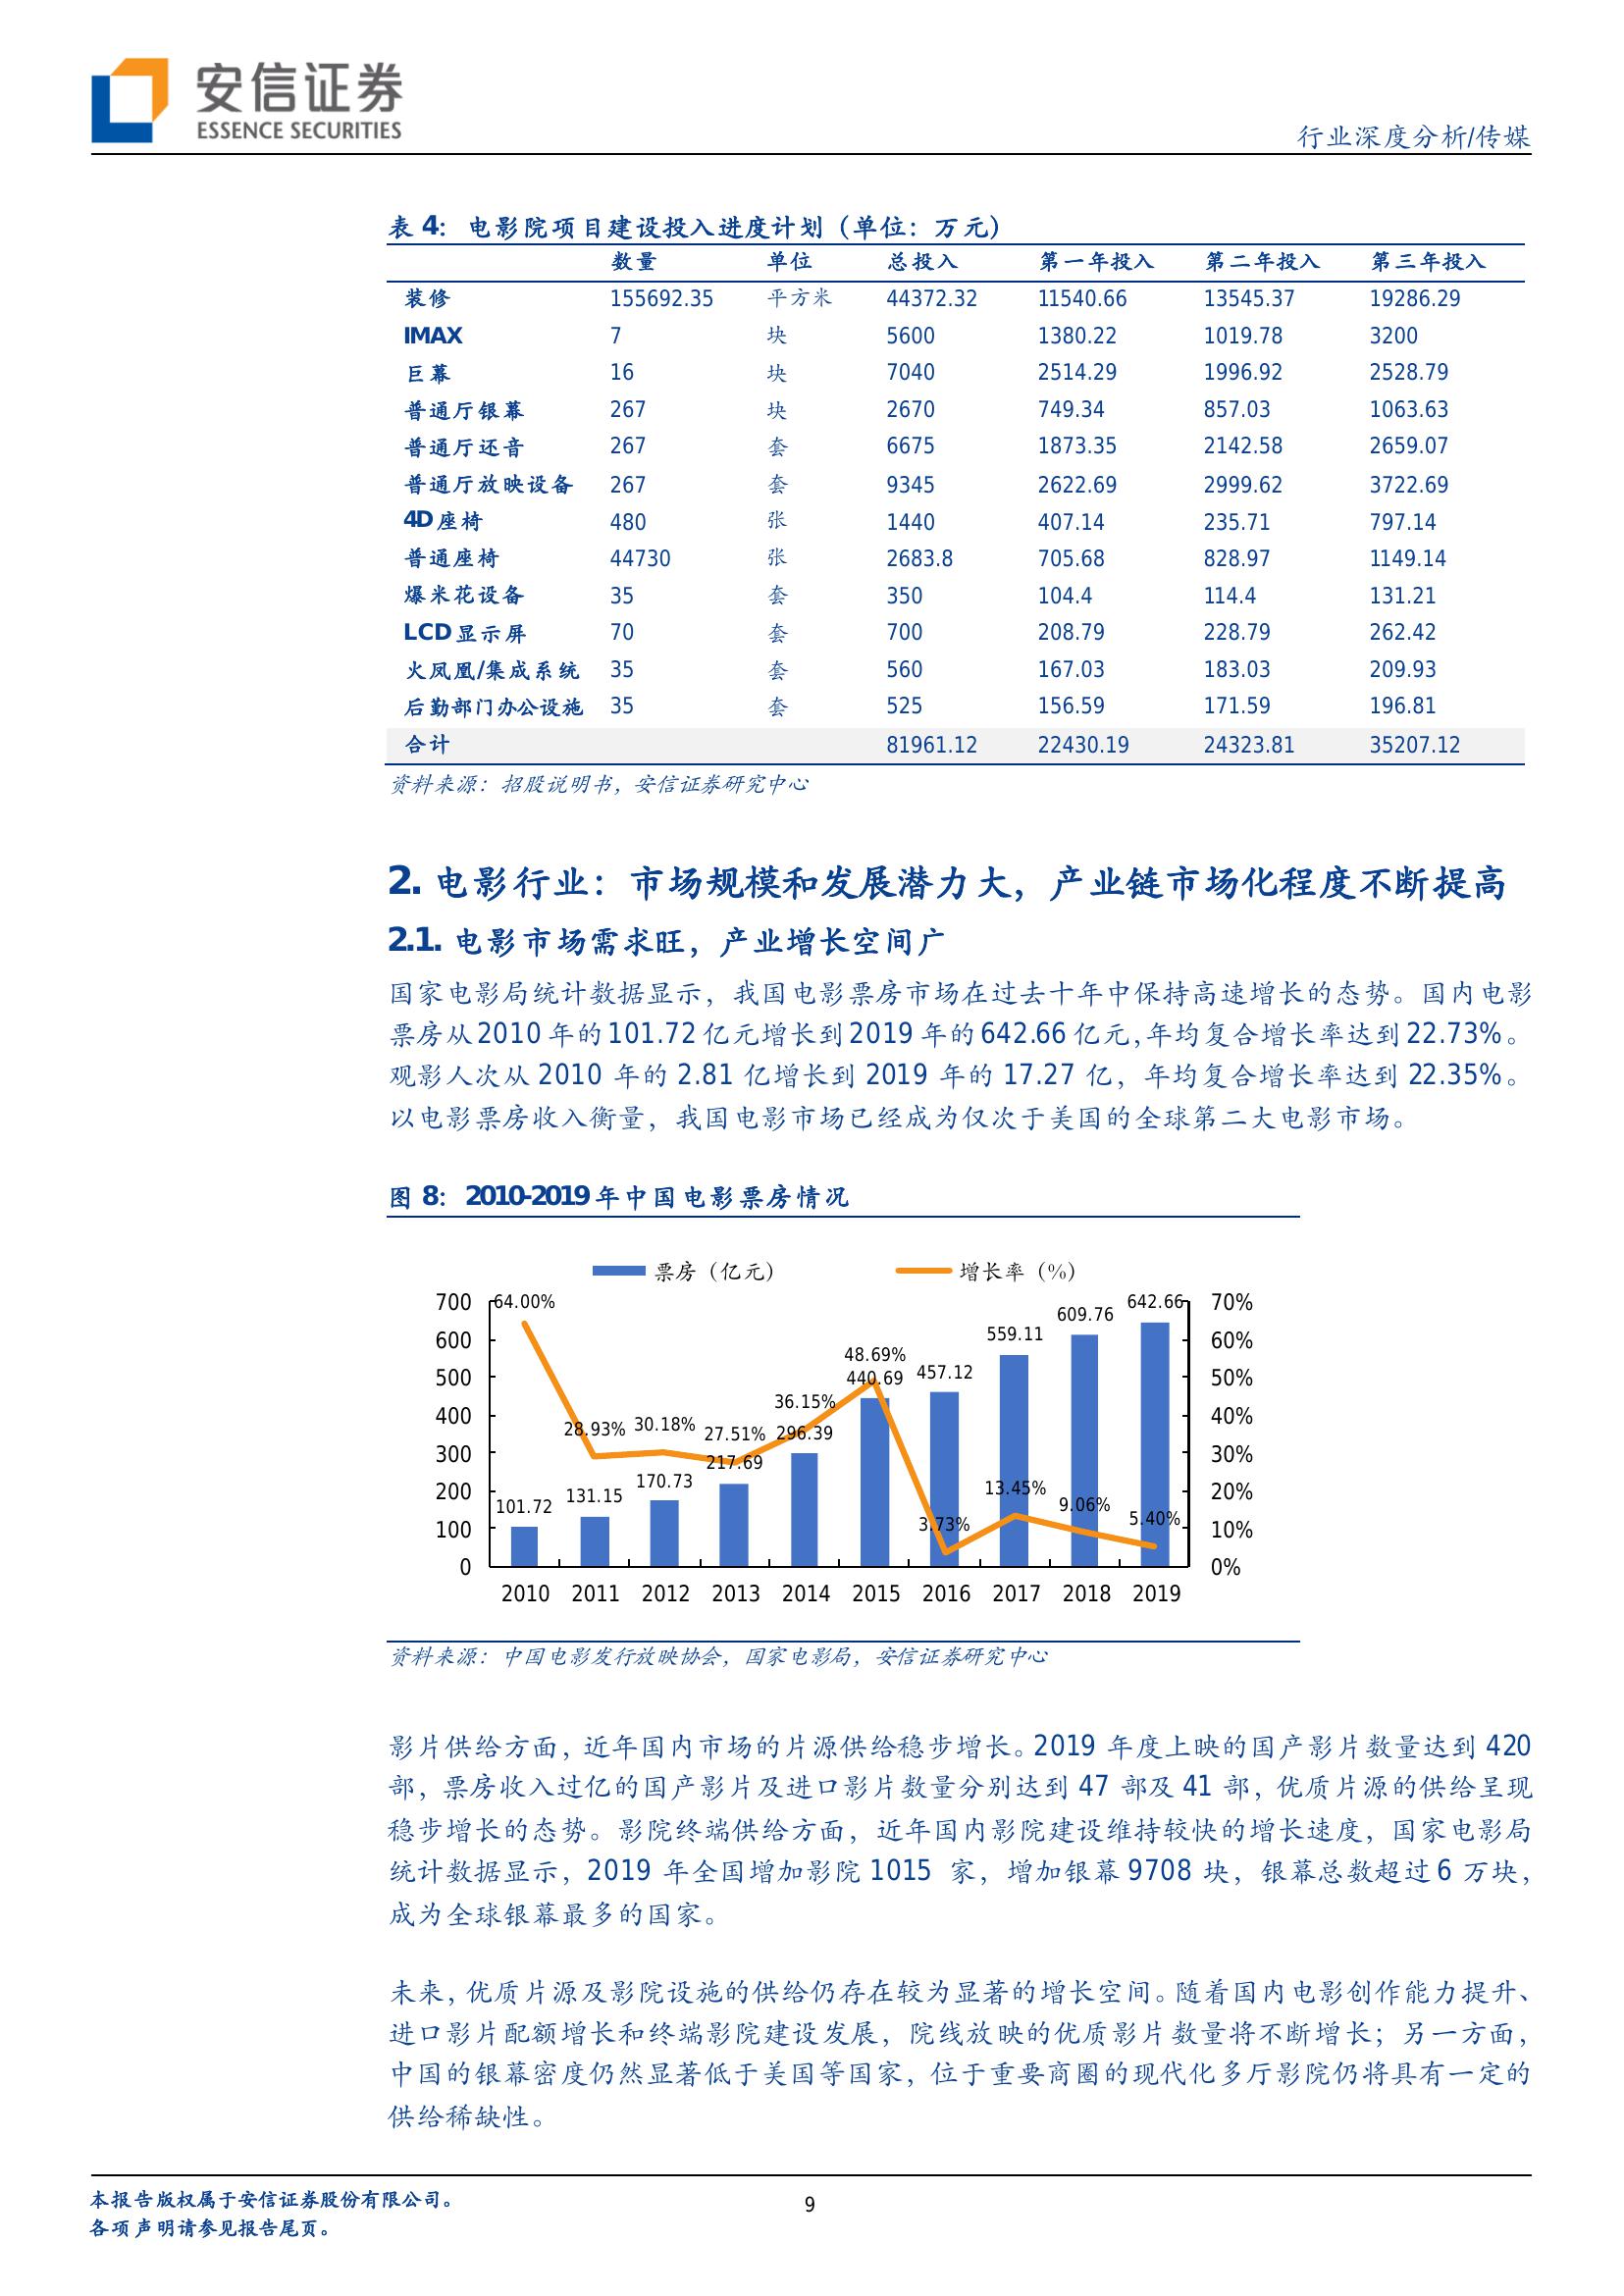 安信证券
ESSENCE SECURITIES
行业深度分析/传媒
表 4：电影院项目建设投入进度计划（单位：万元）
数量 单位 总投入 第一年投入 第二年投入 第三年投入
装修 155692.35 平方米 44372.32 11540.66 13545.37 19286.29
IMAX 7 块 5600 1380.22 1019.78 3200
巨幕 16 块 7040 2514.29 1996.92 2528.79
普通厅银幕 267 块 2670 749.34 857.03 1063.63
普通厅还音 267 套 6675 1873.35 2142.58 2659.07
普通厅放映设备 267 套 9345 2622.69 2999.62 3722.69
4D座椅 480 张 1440 407.14 235.71 797.14
普通座椅 44730 张 2683.8 705.68 828.97 1149.14
爆米花设备 35 套 350 104.4 114.4 131.21
LCD显示屏 70 套 700 208.79 228.79 262.42
火凤凰/集成系统 35 套 560 167.03 183.03 209.93
后勤部门办公设施 35 套 525 156.59 171.59 196.81
合计 81961.12 22430.19 24323.81 35207.12
资料来源：招股说明书，安信证券研究中心
2. 电影行业：市场规模和发展潜力大，产业链市场化程度不断提高
2.1. 电影市场需求旺，产业增长空间广
国家电影局统计数据显示，我国电影票房市场在过去十年中保持高速增长的态势。国内电影
票房从 2010 年的 101.72 亿元增长到 2019 年的 642.66 亿元，年均复合增长率达到 22.73%。
观影人次从 2010 年的 2.81 亿增长到 2019 年的 17.27 亿，年均复合增长率达到 22.35%。
以电影票房收入衡量，我国电影市场已经成为仅次于美国的全球第二大电影市场。
图 8：2010-2019 年中国电影票房情况
票房（亿元） 增长率（%）
700 600 500 400 300 200 100 0
64.00% 28.93% 30.18% 27.51% 36.15% 48.69% 3.73% 13.45% 9.06% 5.40%
101.72 131.15 170.73 217.69 296.39 440.69 457.12 559.11 609.76 642.66
70% 60% 50% 40% 30% 20% 10% 0%
2010 2011 2012 2013 2014 2015 2016 2017 2018 2019
资料来源：中国电影发行放映协会，国家电影局，安信证券研究中心
影片供给方面，近年国内市场的片源供给稳步增长。2019 年度上映的国产影片数量达到 420
部，票房收入过亿的国产影片及进口影片数量分别达到 47 部及 41 部，优质片源的供给呈现
稳步增长的态势。影院终端供给方面，近年国内影院建设维持较快的增长速度，国家电影局
统计数据显示，2019 年全国增加影院 1015 家，增加银幕 9708 块，银幕总数超过 6 万块，
成为全球银幕最多的国家。
未来，优质片源及影院设施的供给仍存在较为显著的增长空间。随着国内电影创作能力提升、
进口影片配额增长和终端影院建设发展，院线放映的优质影片数量将不断增长；另一方面，
中国的银幕密度仍然显著低于美国等国家，位于重要商圈的现代化多厅影院仍将具有一定的
供给稀缺性。
本报告版权属于安信证券股份有限公司。
各项声明请参见报告尾页。
9